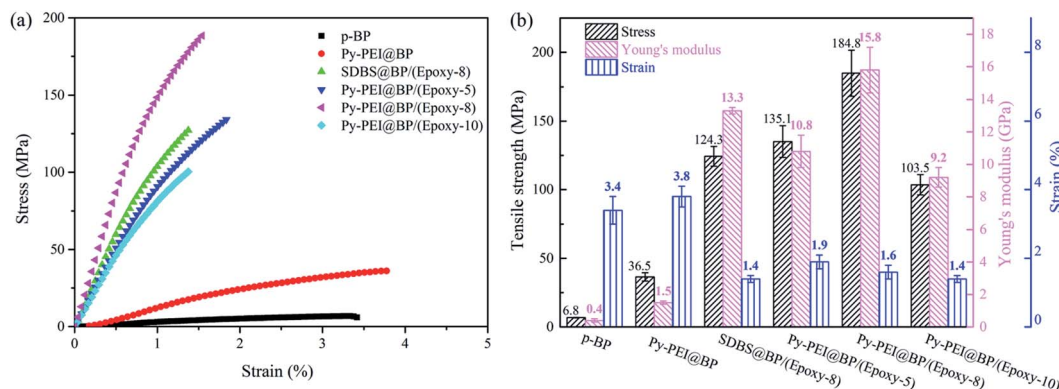 (a)
200
150
100
50
0
Stress (MPa)
0
1
2
3
4
5
Strain (%)
p-BP
Py-PEI@BP
SDBS@BP/(Epoxy-8)
Py-PEI@BP/(Epoxy-5)
Py-PEI@BP/(Epoxy-8)
Py-PEI@BP/(Epoxy-10)
(b)
200
150
100
50
0
Tensile strength (MPa)
Stress
Young's modulus
Strain
6.8
0.4
3.4
36.5
1.5
3.8
124.3
13.3
1.4
135.1
10.8
1.9
184.8
15.8
1.6
103.5
9.2
1.4
p-BP
Py-PEI@BP
SDBS@BP/(Epoxy-8)
Py-PEI@BP/(Epoxy-5)
Py-PEI@BP/(Epoxy-8)
Py-PEI@BP/(Epoxy-10)
18
16
14
12
10
8
6
4
2
0
Young's modulus (GPa)
8
6
4
2
0
Strain (%)